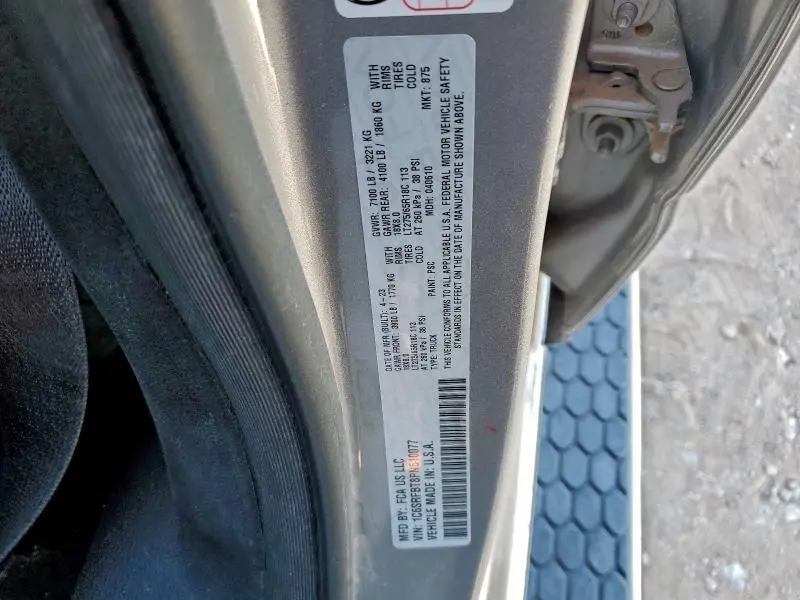 MFD BY: FCA US LLC
VIN: 1C6SRFBT8PN610077
VEHICLE MADE IN: U.S.A.
DATE OF MFR (BUILT): 4-23
GAWR FRONT: 3900 LB / 1770 KG WITH
18X8.0 RIMS
LT275/65R18C 113 TIRES
AT 260 kPa / 38 PSI COLD
TYPE: TRUCK PAINT: PSC
GVWR: 7100 LB / 3221 KG
GAWR REAR: 4100 LB / 1860 KG WITH
18X8.0 RIMS
LT275/65R18C 113 TIRES
AT 260 kPa / 38 PSI COLD
MDH: 040610 MKT: 875
THIS VEHICLE CONFORMS TO ALL APPLICABLE U.S.A. FEDERAL MOTOR VEHICLE SAFETY
STANDARDS IN EFFECT ON THE DATE OF MANUFACTURE SHOWN ABOVE.